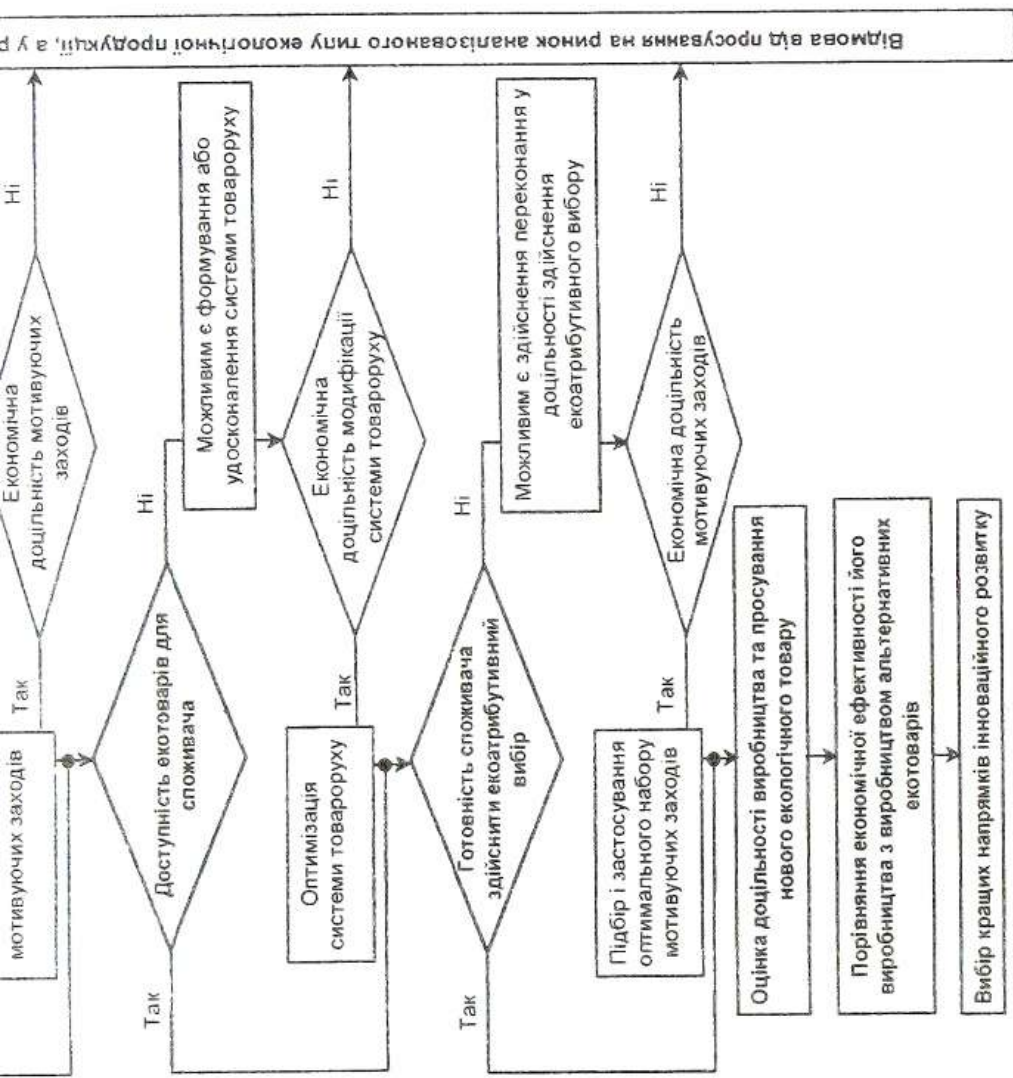 Відмова від просування на ринок аналізованого типу екологічної продукції, а у р
Ні
Економічна
доцільність мотивуючих
заходів
Так
мотивуючих заходів
Можливим є формування або
удосконалення системи товароруху
Ні
Доступність екотоварів для
споживача
Так
Ні
Економічна
доцільність модифікації
системи товароруху
Так
Оптимізація
системи товароруху
Можливим є здійснення переконання у
доцільності здійснення
екоатрибутивного вибору
Ні
Готовність споживача
здійснити екоатрибутивний
вибір
Так
Ні
Економічна доцільність
мотивуючих заходів
Так
Підбір і застосування
оптимального набору
мотивуючих заходів
Оцінка доцільності виробництва та просування
нового екологічного товару
Порівняння економічної ефективності його
виробництва з виробництвом альтернативних
екотоварів
Вибір кращих напрямків інноваційного розвитку